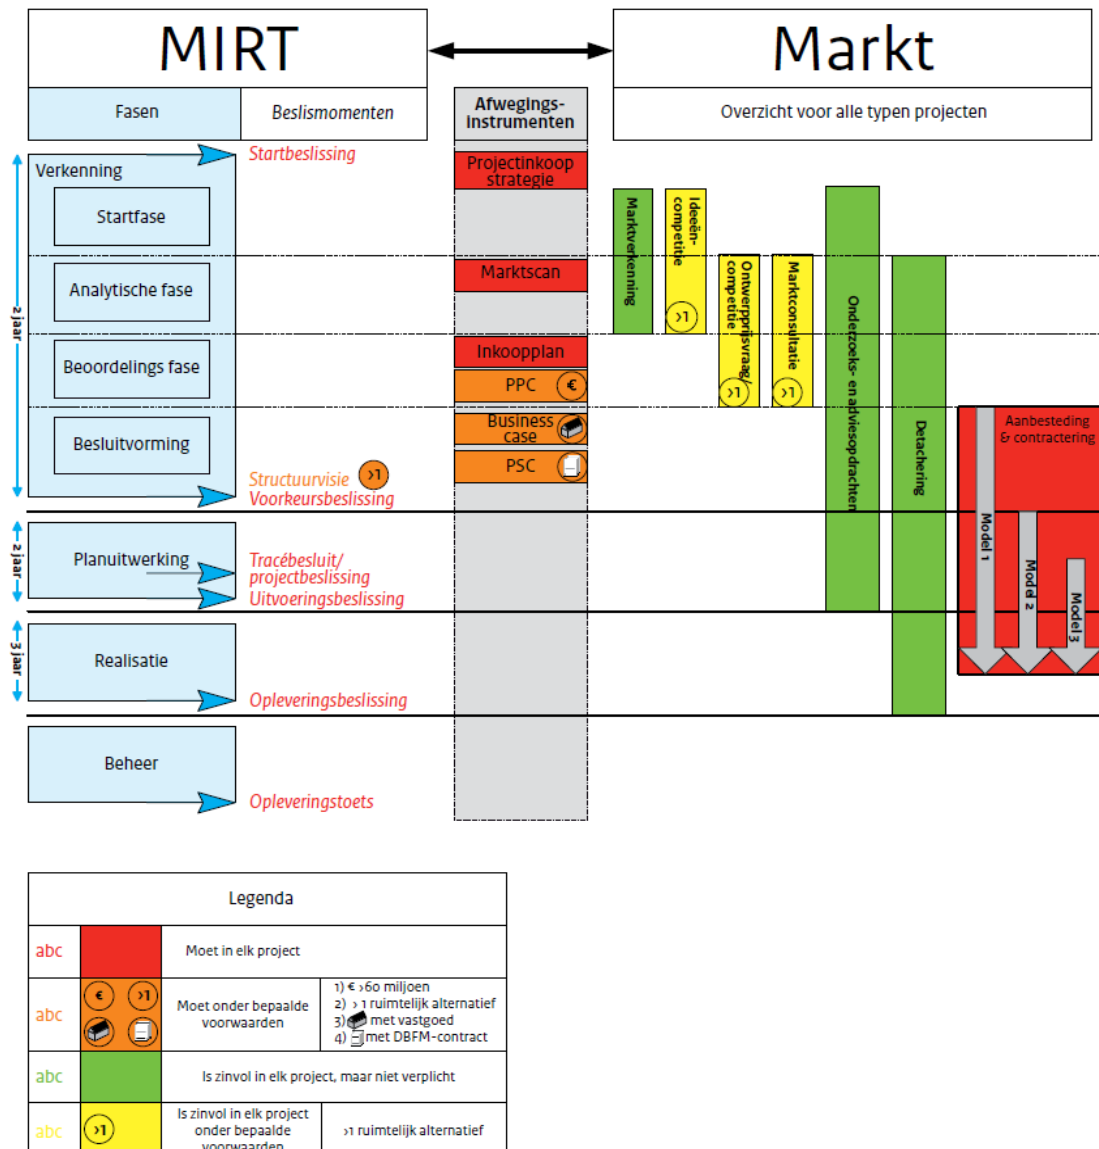 MIRT
Markt
Fasen
Beslismomenten
Afwegings-
instrumenten
Overzicht voor alle typen projecten
Startbeslissing
Verkenning
Startfase
Analytische fase
Beoordelings fase
Besluitvorming
2 jaar
Structuurvisie >1
Voorkeursbeslissing
Planuitwerking
2 jaar
Tracébesluit/
projectbeslissing
Uitvoeringsbeslissing
Realisatie
3 jaar
Opleveringsbeslissing
Beheer
Opleveringstoets
Projectinkoop
strategie
Marktscan
Inkoopplan
PPC €
Business
case
PSC
Marktverkenning
Ideeën-
competitie
>1
Ontwerpprijsvraag/
competitie
>1
Marktconsultatie
>1
Onderzoeks- en adviesopdrachten
Detachering
Aanbesteding
& contractering
Model 1
Model 2
Model 3
Legenda
abc
Moet in elk project
abc
€ >1
Moet onder bepaalde
voorwaarden
1) € >60 miljoen
2) >1 ruimtelijk alternatief
3) met vastgoed
4) met DBFM-contract
abc
Is zinvol in elk project, maar niet verplicht
abc
>1
Is zinvol in elk project
onder bepaalde
voorwaarden
>1 ruimtelijk alternatief